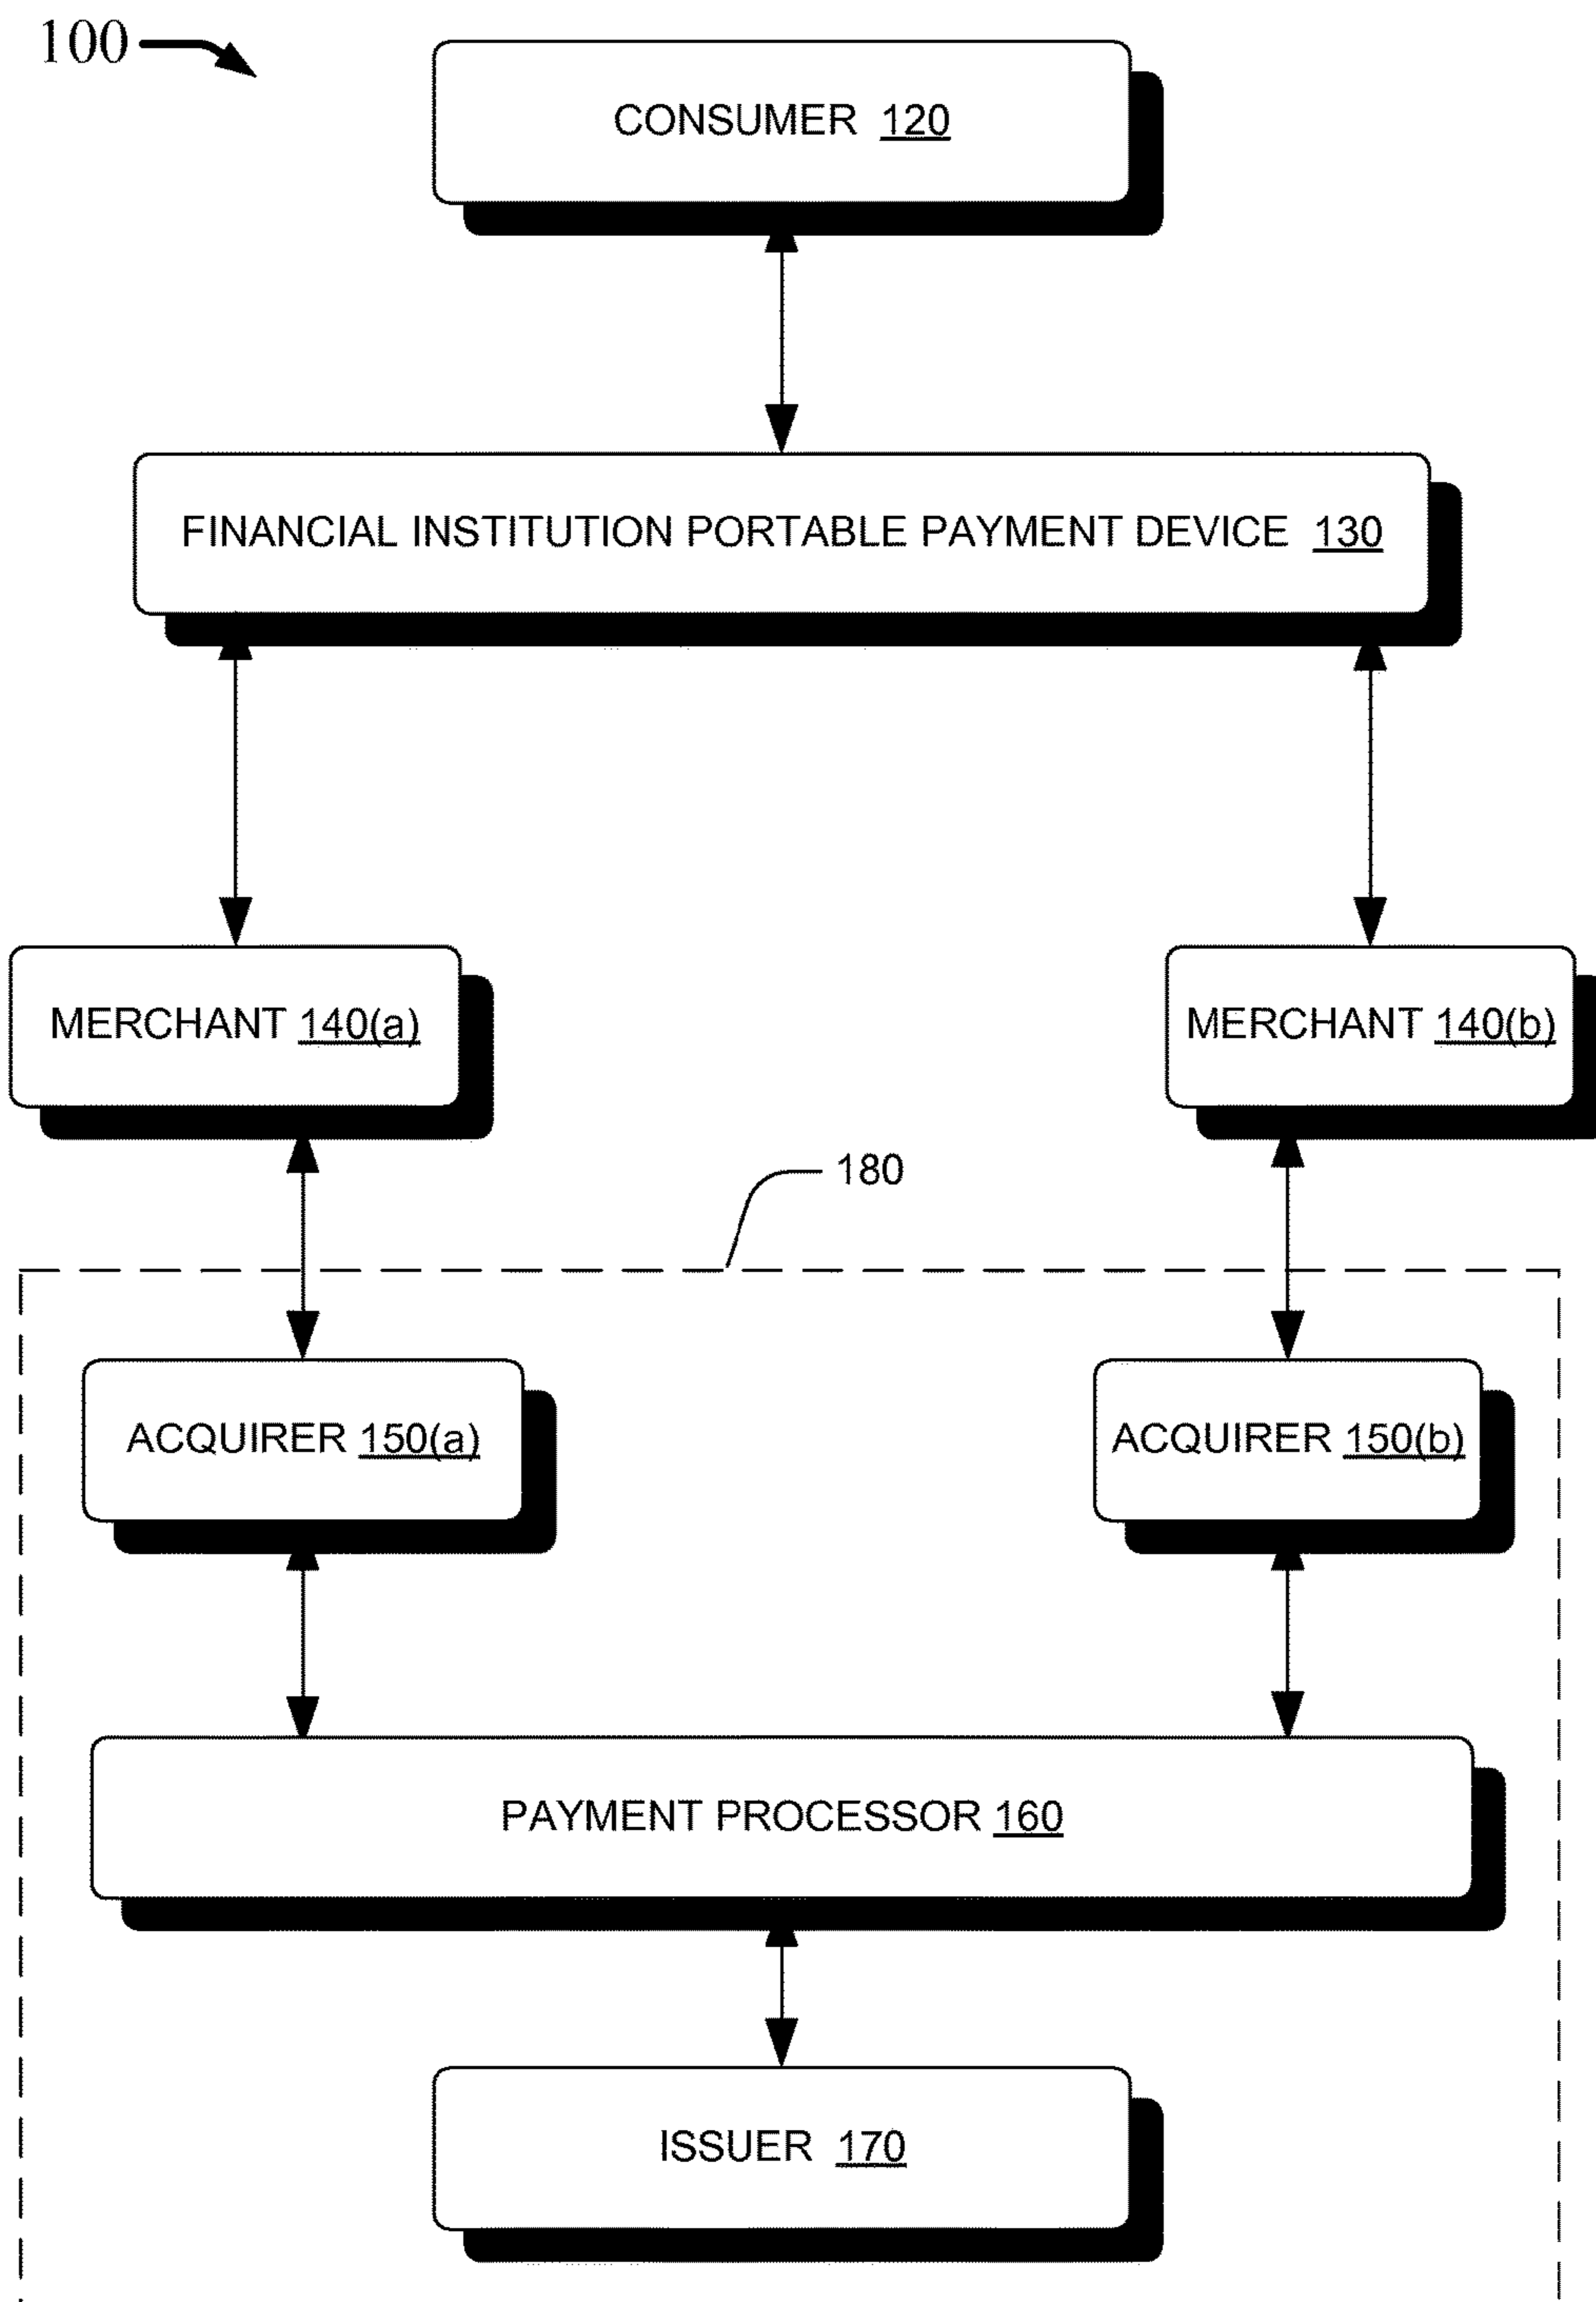 100
CONSUMER 120
FINANCIAL INSTITUTION PORTABLE PAYMENT DEVICE 130
MERCHANT 140(a)
MERCHANT 140(b)
180
ACQUIRER 150(a)
ACQUIRER 150(b)
PAYMENT PROCESSOR 160
ISSUER 170